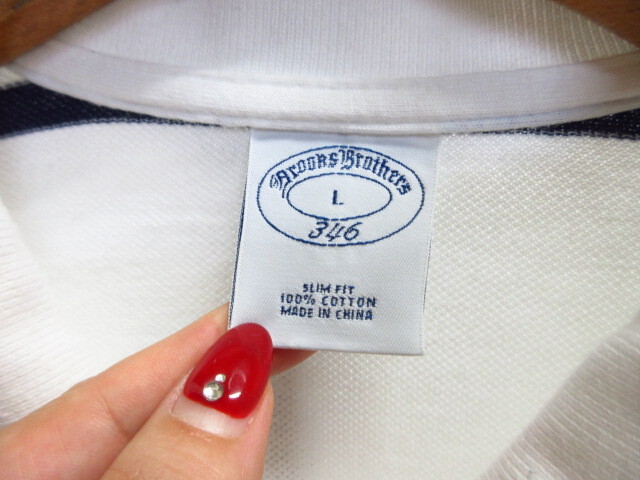 Brooks Brothers
L
346
SLIM FIT
100% COTTON
MADE IN CHINA